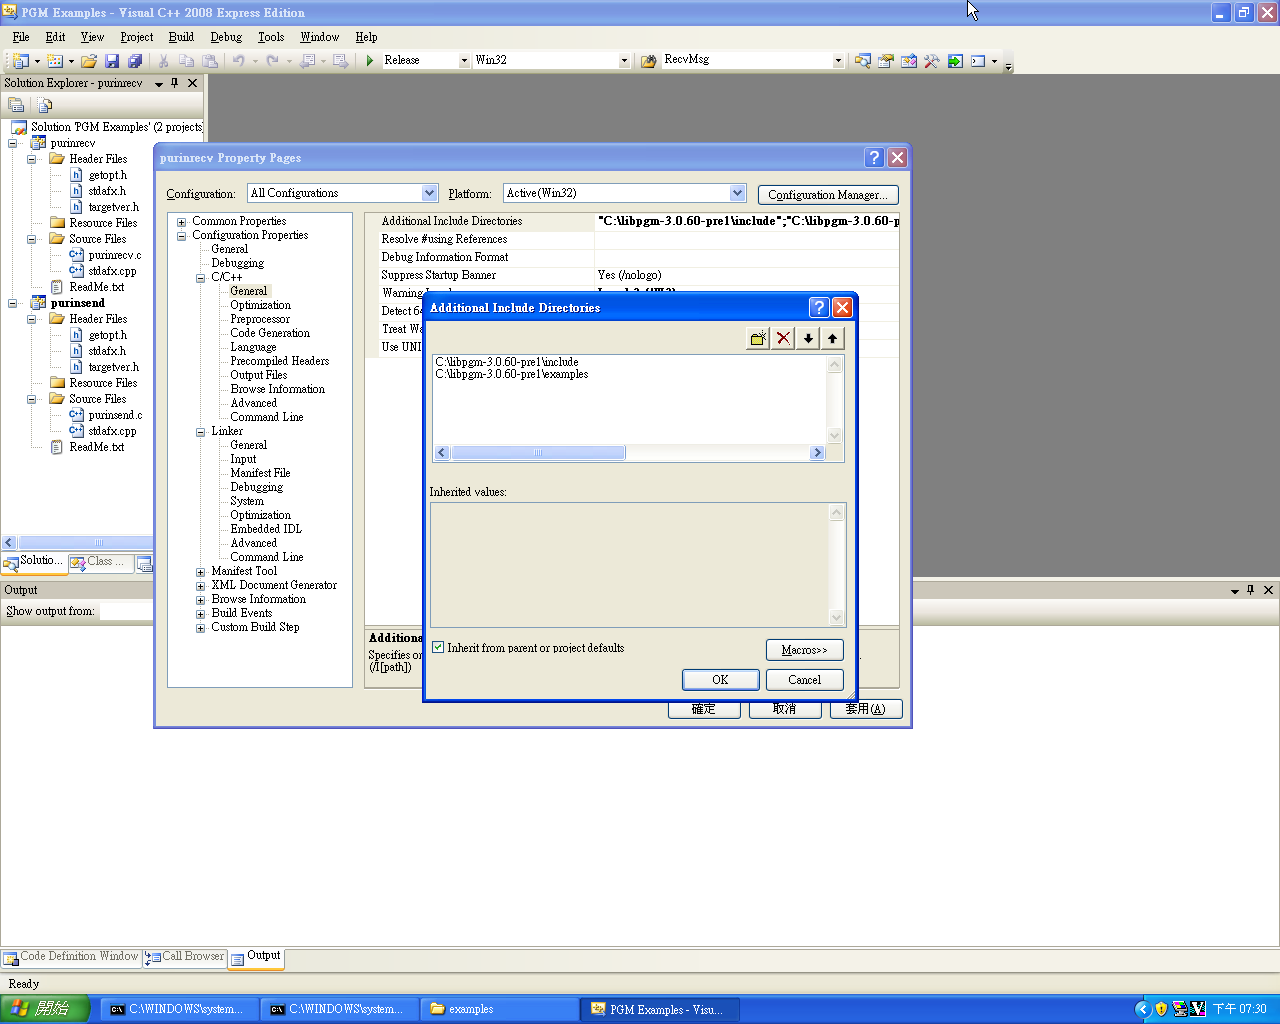 PGM Examples - Visual C++ 2008 Express Edition
File Edit View Project Build Debug Tools Window Help
Release Win32 RecvMsg
Solution Explorer - purinrecv
Solution 'PGM Examples' (2 projects
purinrecv
Header Files
getopt.h
stdafx.h
targetver.h
Resource Files
Source Files
purinrecv.c
stdafx.cpp
ReadMe.txt
purinsend
Header Files
getopt.h
stdafx.h
targetver.h
Resource Files
Source Files
purinsend.c
stdafx.cpp
ReadMe.txt
Solutio... Class ...
purinrecv Property Pages
Configuration: All Configurations Platform: Active(Win32) Configuration Manager...
Common Properties
Configuration Properties
General
Debugging
C/C++
General
Optimization
Preprocessor
Code Generation
Language
Precompiled Headers
Output Files
Browse Information
Advanced
Command Line
Linker
General
Input
Manifest File
Debugging
System
Optimization
Embedded IDL
Advanced
Command Line
Manifest Tool
XML Document Generator
Browse Information
Build Events
Custom Build Step
Additional Include Directories "C:\libpgm-3.0.60-pre1\include";"C:\libpgm-3.0.60-p
Resolve #using References
Debug Information Format
Suppress Startup Banner Yes (/nologo)
Detect 64
Treat Wa
Use UNI
Additiona
Specifies or
(/I[path])
確定 取消 套用(A)
Additional Include Directories
C:\libpgm-3.0.60-pre1\include
C:\libpgm-3.0.60-pre1\examples
Inherited values:
Inherit from parent or project defaults
Macros>>
OK Cancel
Output
Show output from:
Code Definition Window Call Browser Output
Ready
開始 C:\WINDOWS\system... C:\WINDOWS\system... examples PGM Examples - Visu... 下午 07:30